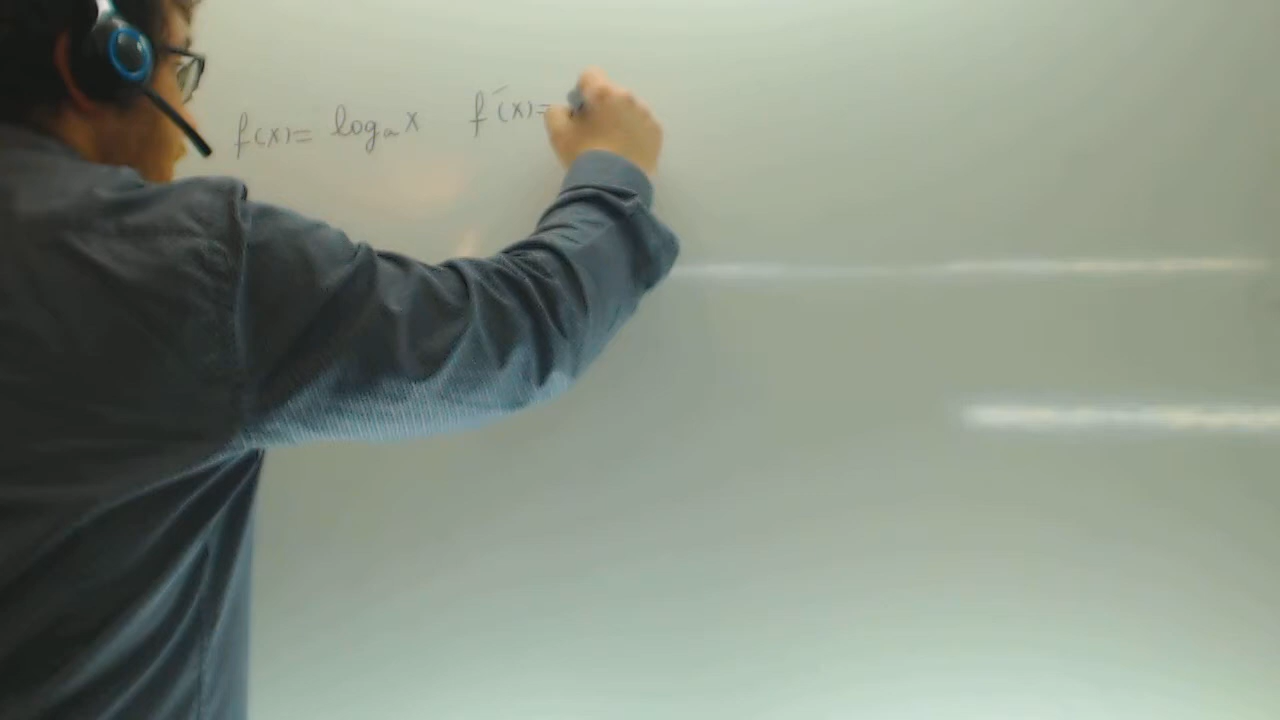 f(x)= logₐ x f´(x)=